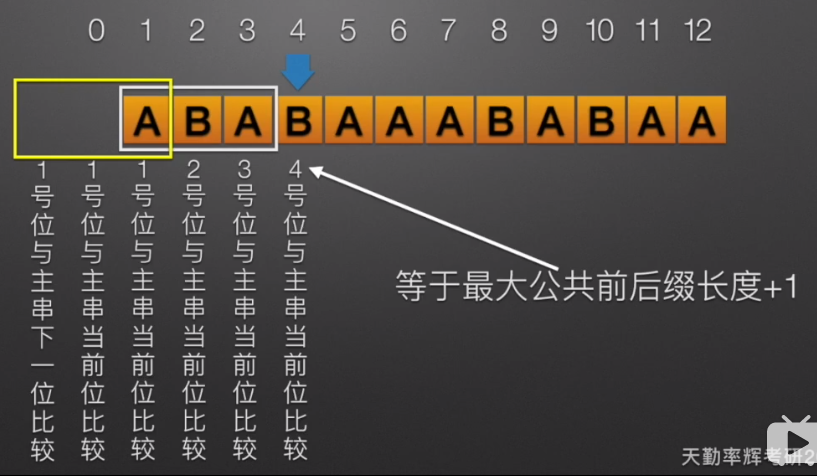 0 1 2 3 4 5 6 7 8 9 10 11 12
A B A B A A A B A B A A
1号位与主串下一位比较
1号位与主串当前位比较
1号位与主串当前位比较
2号位与主串当前位比较
3号位与主串当前位比较
4号位与主串当前位比较
等于最大公共前后缀长度+1
天勤率辉考研2